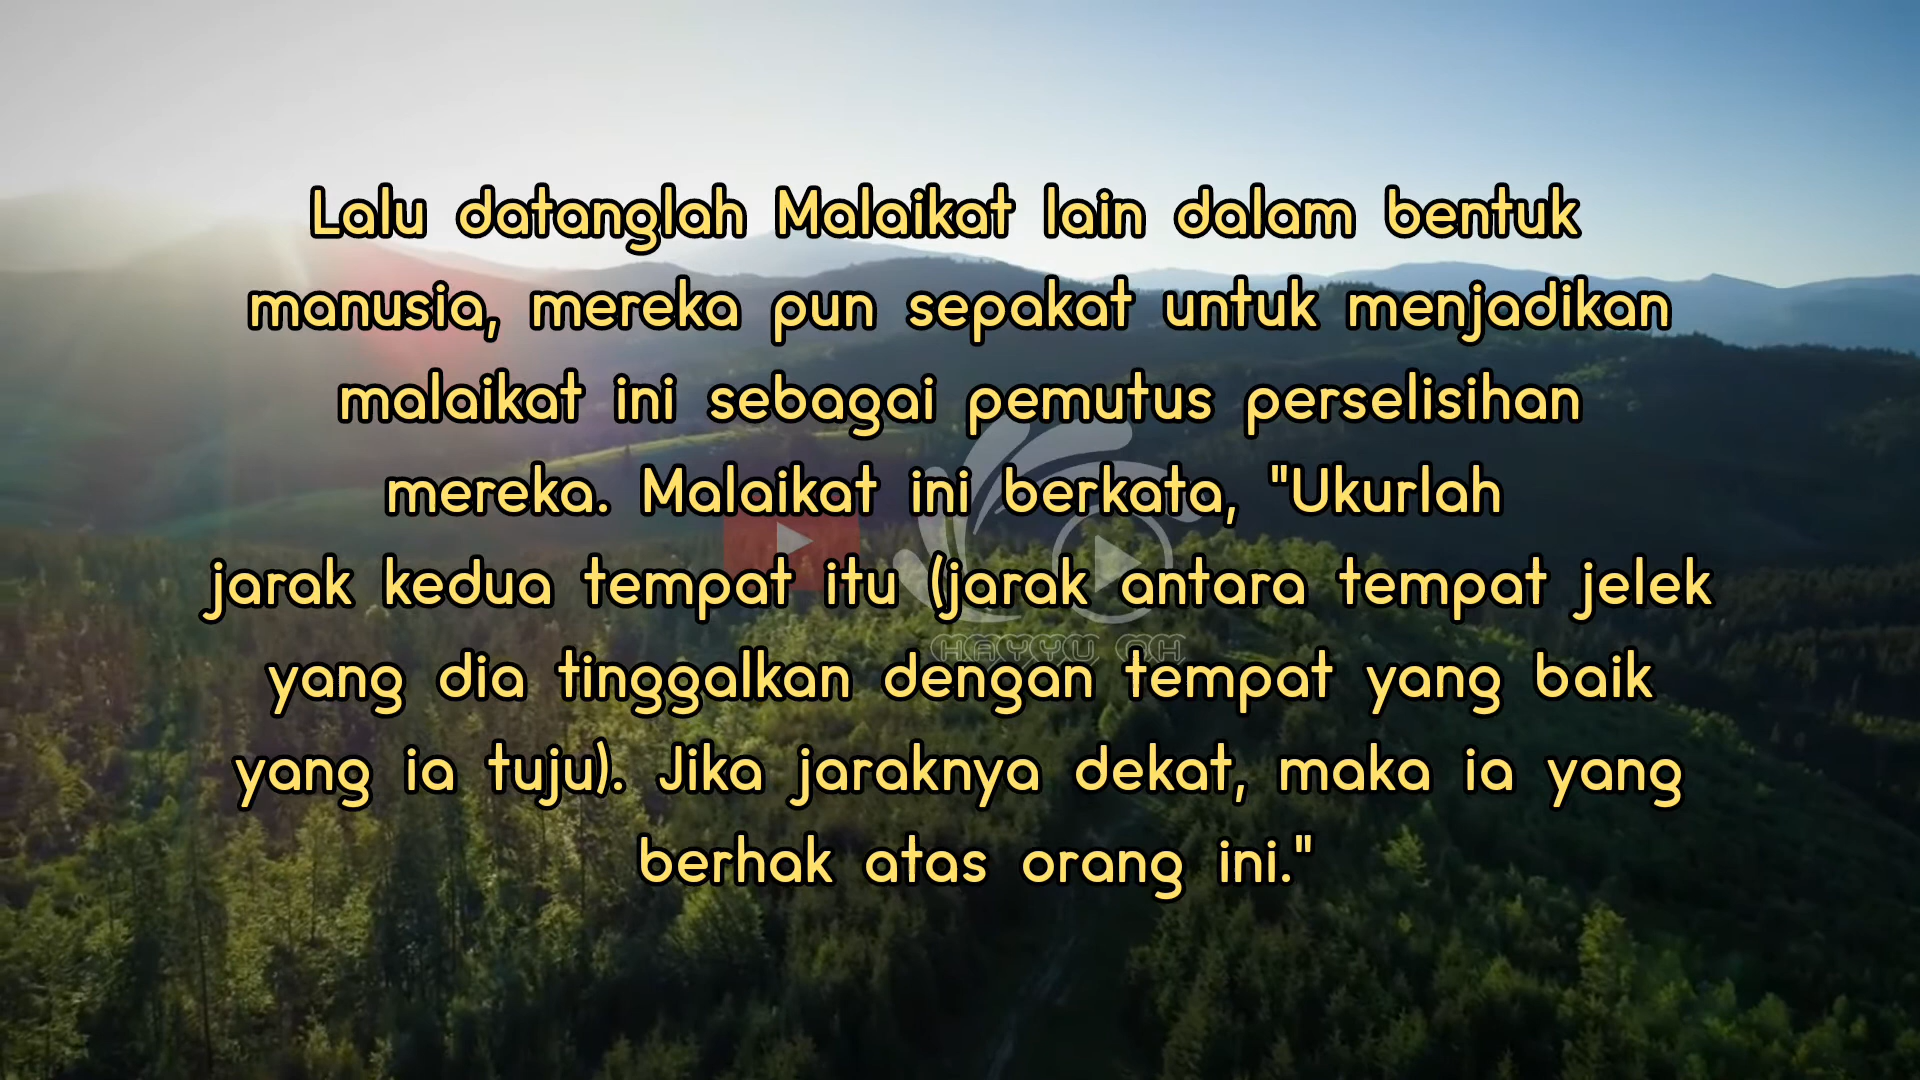 Lalu datanglah Malaikat lain dalam bentuk
manusia, mereka pun sepakat untuk menjadikan
malaikat ini sebagai pemutus perselisihan
mereka. Malaikat ini berkata, "Ukurlah
jarak kedua tempat itu (jarak antara tempat jelek
yang dia tinggalkan dengan tempat yang baik
yang ia tuju). Jika jaraknya dekat, maka ia yang
berhak atas orang ini."
HAYYU AH